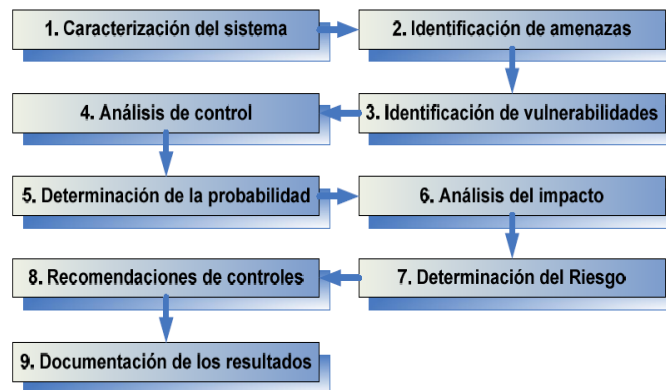 1. Caracterización del sistema
2. Identificación de amenazas
3. Identificación de vulnerabilidades
4. Análisis de control
5. Determinación de la probabilidad
6. Análisis del impacto
7. Determinación del Riesgo
8. Recomendaciones de controles
9. Documentación de los resultados